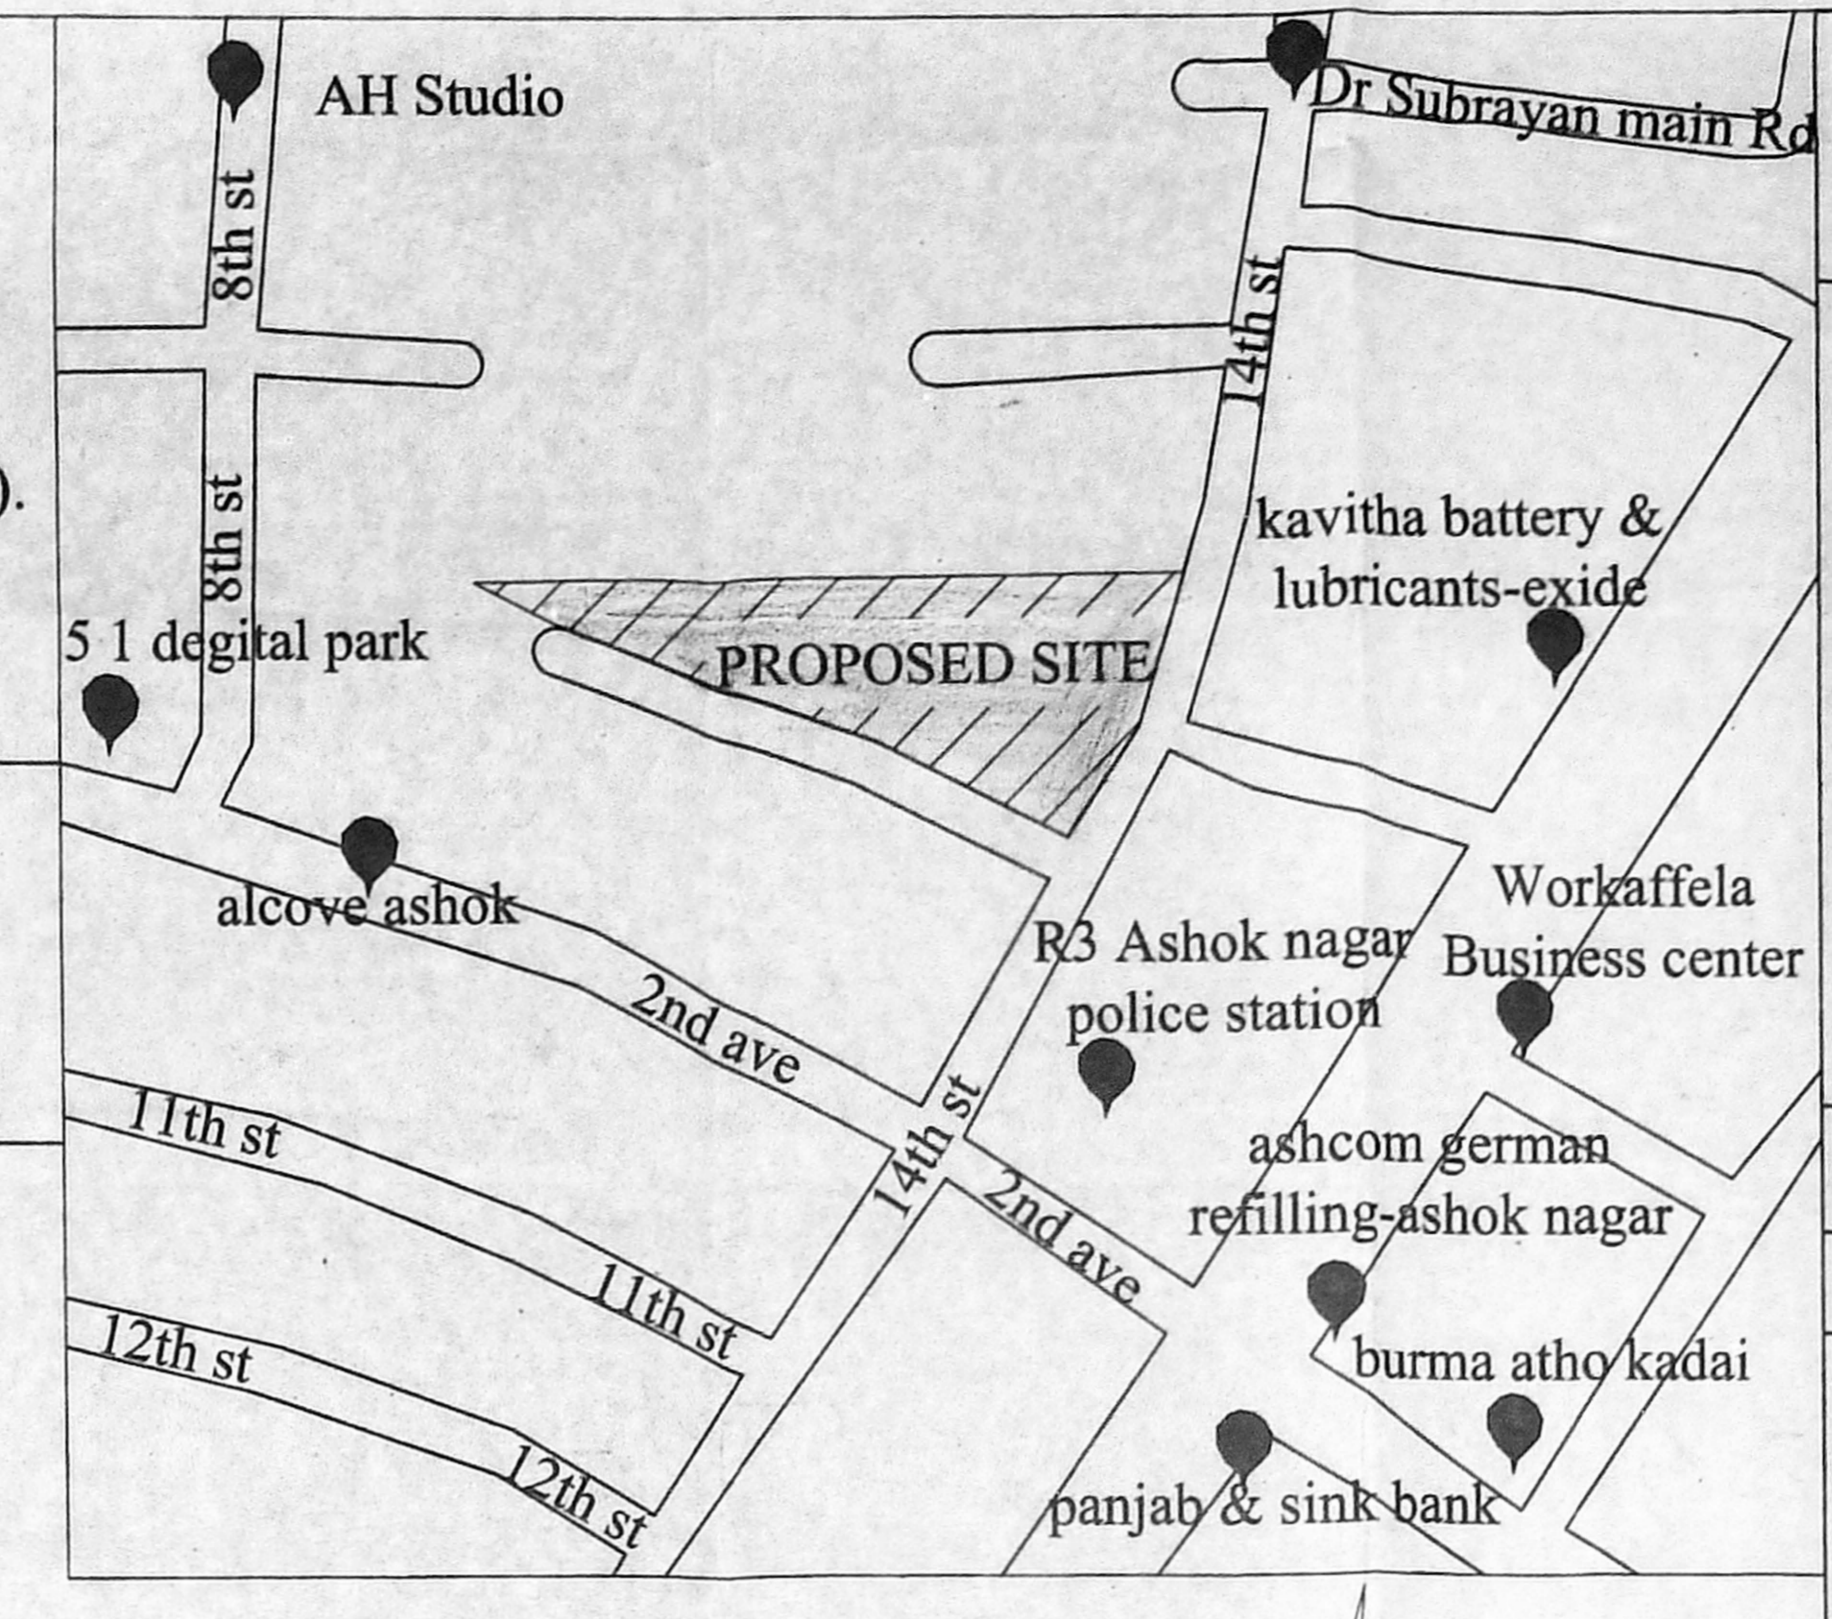 AH Studio
Dr Subrayan main Rd
8th st
14th st
).
8th st
kavitha battery &
lubricants-exide
5 1 degital park
PROPOSED SITE
alcove ashok
Workaffela
Business center
R3 Ashok nagar
police station
2nd ave
11th st
14th st
2nd ave
ashcom german
refilling-ashok nagar
11th st
12th st
burma atho kadai
12th st
panjab & sink bank